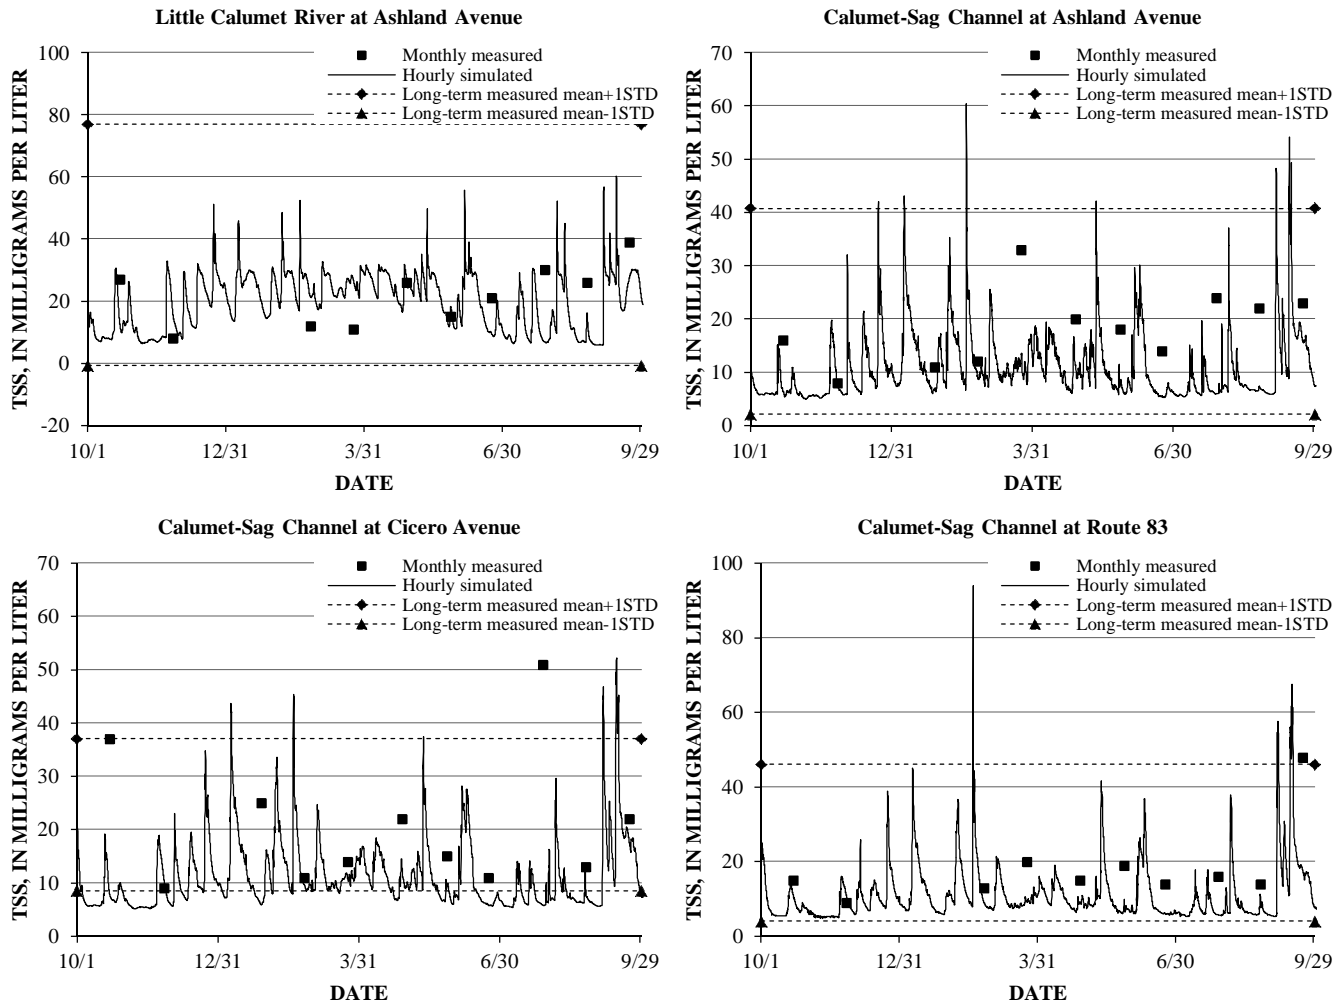 Little Calumet River at Ashland Avenue
TSS, IN MILLIGRAMS PER LITER
100
80
60
40
20
0
-20
Monthly measured
Hourly simulated
Long-term measured mean+1STD
Long-term measured mean-1STD
10/1
12/31
3/31
6/30
9/29
DATE
Calumet-Sag Channel at Ashland Avenue
TSS, IN MILLIGRAMS PER LITER
70
60
50
40
30
20
10
0
Monthly measured
Hourly simulated
Long-term measured mean+1STD
Long-term measured mean-1STD
10/1
12/31
3/31
6/30
9/29
DATE
Calumet-Sag Channel at Cicero Avenue
TSS, IN MILLIGRAMS PER LITER
70
60
50
40
30
20
10
0
Monthly measured
Hourly simulated
Long-term measured mean+1STD
Long-term measured mean-1STD
10/1
12/31
3/31
6/30
9/29
DATE
Calumet-Sag Channel at Route 83
TSS, IN MILLIGRAMS PER LITER
100
80
60
40
20
0
Monthly measured
Hourly simulated
Long-term measured mean+1STD
Long-term measured mean-1STD
10/1
12/31
3/31
6/30
9/29
DATE